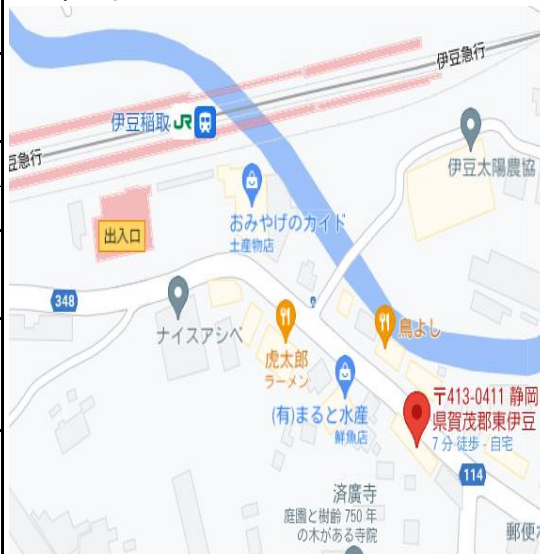 伊豆急行
伊豆稲取 JR
豆急行
伊豆太陽農協
おみやげのカイド
土産物店
出入口
348
ナイスアシベ
鳥よし
虎太郎
ラーメン
(有)まると水産
鮮魚店
〒413-0411 静岡
県賀茂郡東伊豆
7 分 徒歩 - 自宅
114
済廣寺
庭園と樹齢 750 年
の木がある寺院
郵便